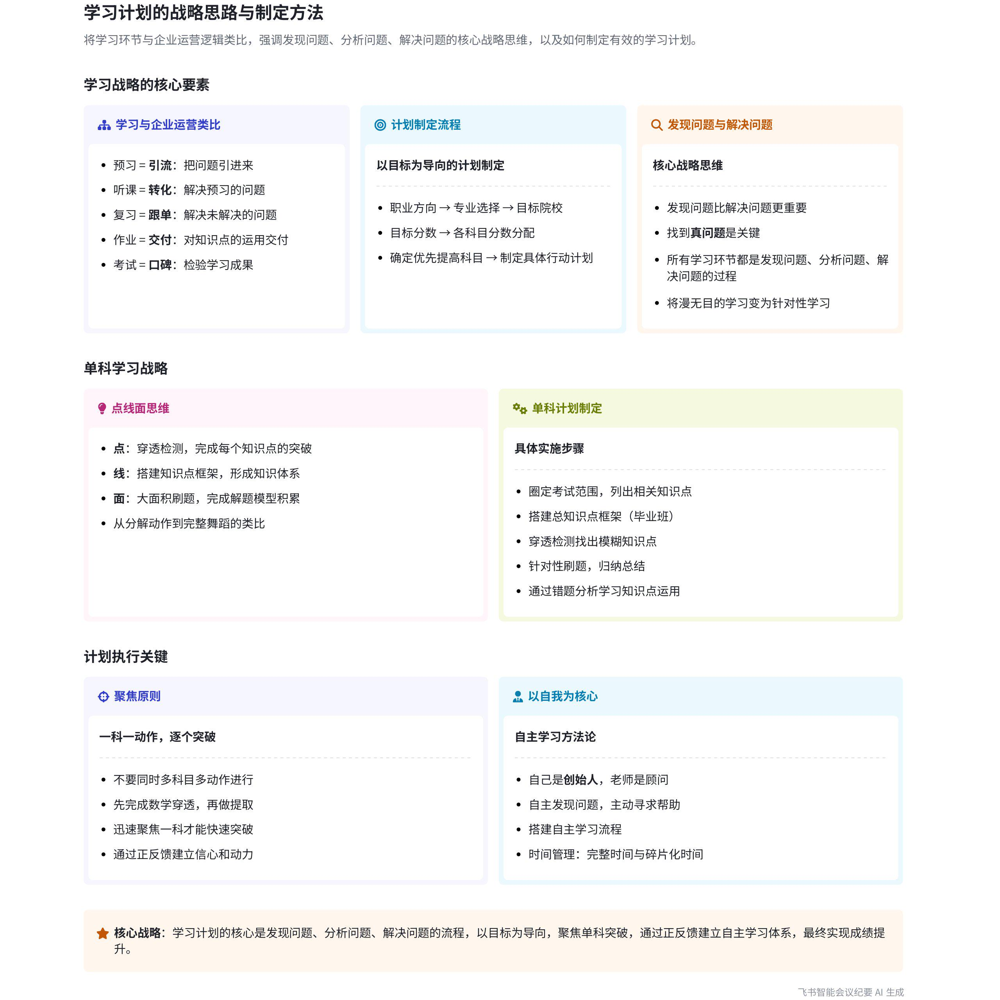 学习计划的战略思路与制定方法
将学习环节与企业运营逻辑类比，强调发现问题、分析问题、解决问题的核心战略思维，以及如何制定有效的学习计划。
学习战略的核心要素
学习与企业运营类比
预习 = 引流：把问题引进来
听课 = 转化：解决预习的问题
复习 = 跟单：解决未解决的问题
作业 = 交付：对知识点的运用交付
考试 = 口碑：检验学习成果
计划制定流程
以目标为导向的计划制定
职业方向 → 专业选择 → 目标院校
目标分数 → 各科目分数分配
确定优先提高科目 → 制定具体行动计划
发现问题与解决问题
核心战略思维
发现问题比解决问题更重要
找到真问题是关键
所有学习环节都是发现问题、分析问题、解
决问题的过程
将漫无目的学习变为针对性学习
单科学习战略
点线面思维
点：穿透检测，完成每个知识点的突破
线：搭建知识点框架，形成知识体系
面：大面积刷题，完成解题模型积累
从分解动作到完整舞蹈的类比
单科计划制定
具体实施步骤
圈定考试范围，列出相关知识点
搭建总知识点框架（毕业班）
穿透检测找出模糊知识点
针对性刷题，归纳总结
通过错题分析学习知识点运用
计划执行关键
聚焦原则
一科一动作，逐个突破
不要同时多科目多动作进行
先完成数学穿透，再做提取
迅速聚焦一科才能快速突破
通过正反馈建立信心和动力
以自我为核心
自主学习方法论
自己是创始人，老师是顾问
自主发现问题，主动寻求帮助
搭建自主学习流程
时间管理：完整时间与碎片化时间
核心战略：学习计划的核心是发现问题、分析问题、解决问题的流程，以目标为导向，聚焦单科突破，通过正反馈建立自主学习体系，最终实现成绩提
升。
飞书智能会议纪要 AI 生成